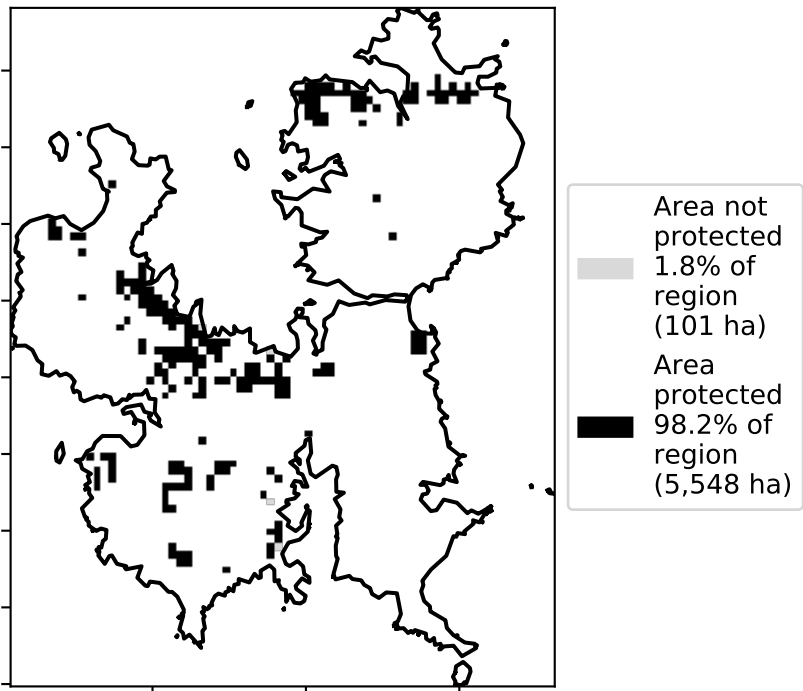 Area not
protected
1.8% of
region
(101 ha)
Area
protected
98.2% of
region
(5,548 ha)